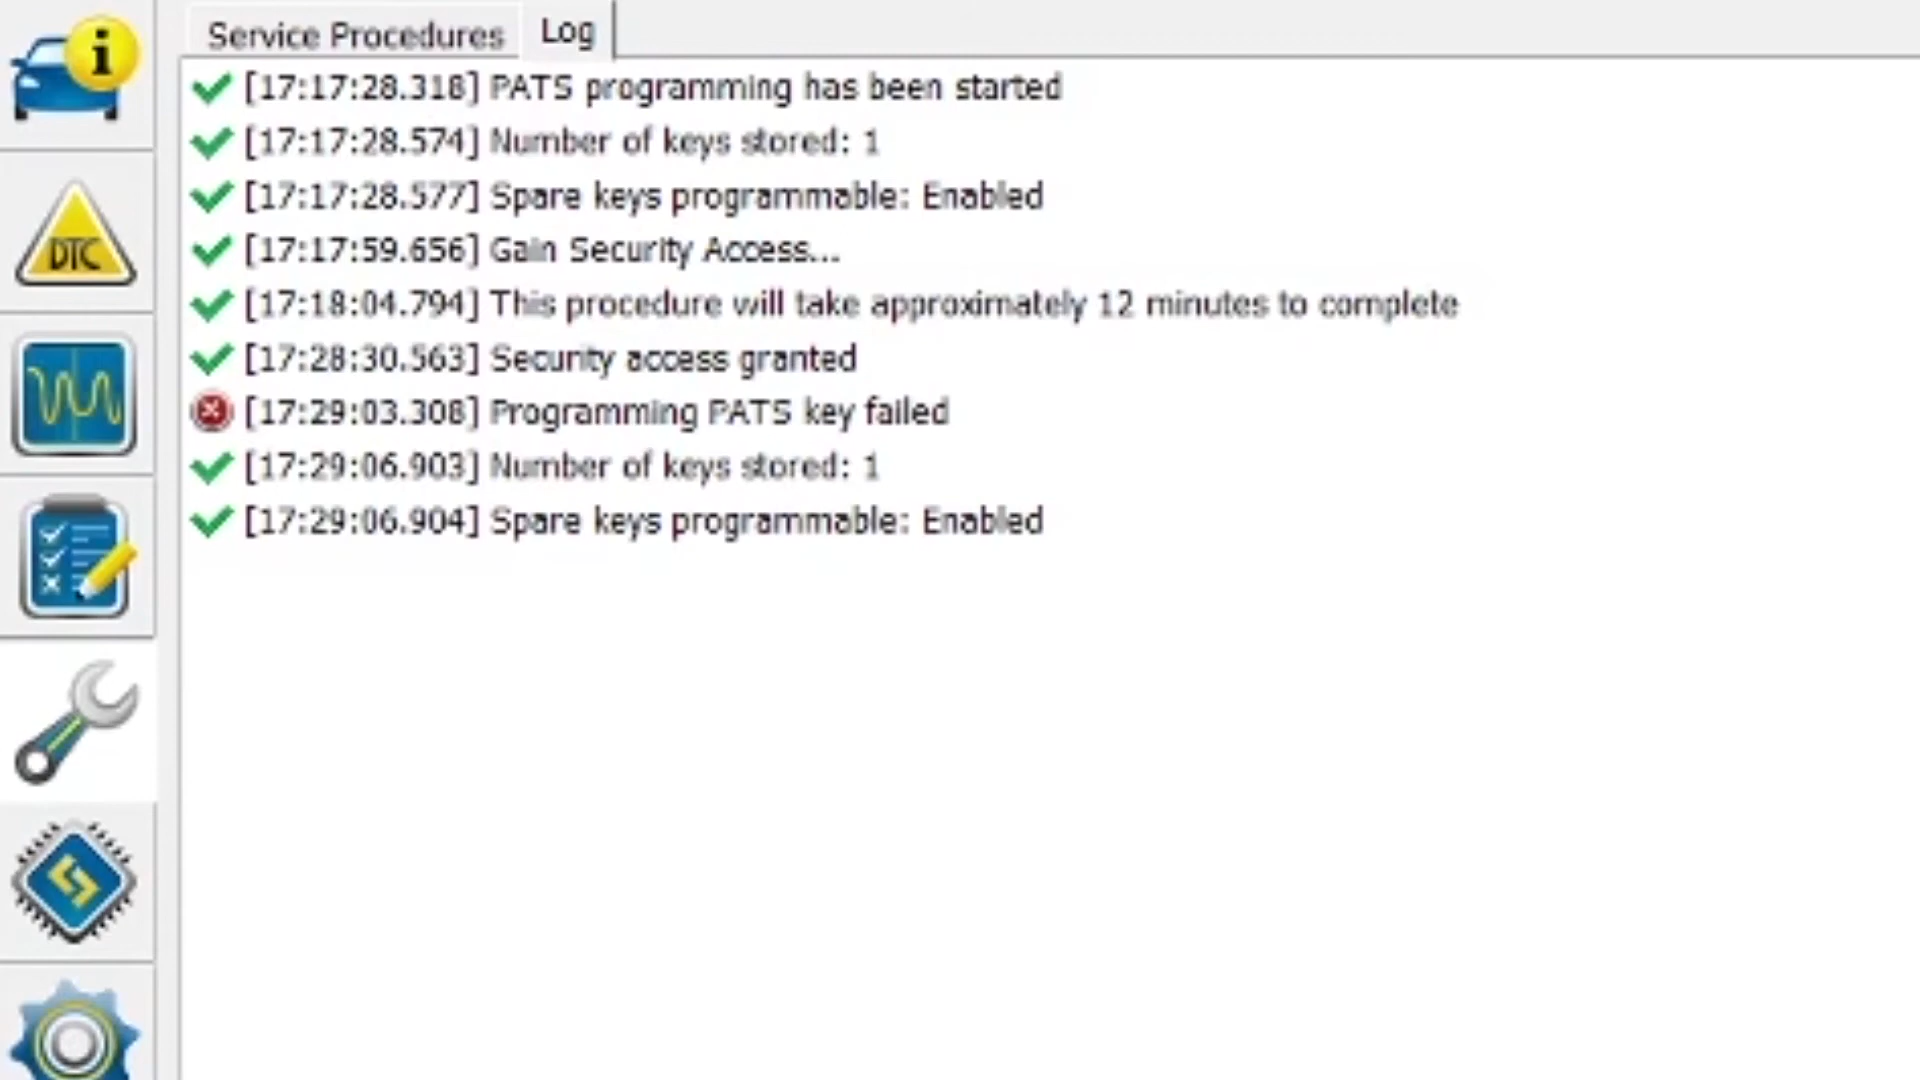 Service Procedures
Log
[17:17:28.318] PATS programming has been started
[17:17:28.574] Number of keys stored: 1
[17:17:28.577] Spare keys programmable: Enabled
[17:17:59.656] Gain Security Access...
[17:18:04.794] This procedure will take approximately 12 minutes to complete
[17:28:30.563] Security access granted
[17:29:03.308] Programming PATS key failed
[17:29:06.903] Number of keys stored: 1
[17:29:06.904] Spare keys programmable: Enabled
i
DTC